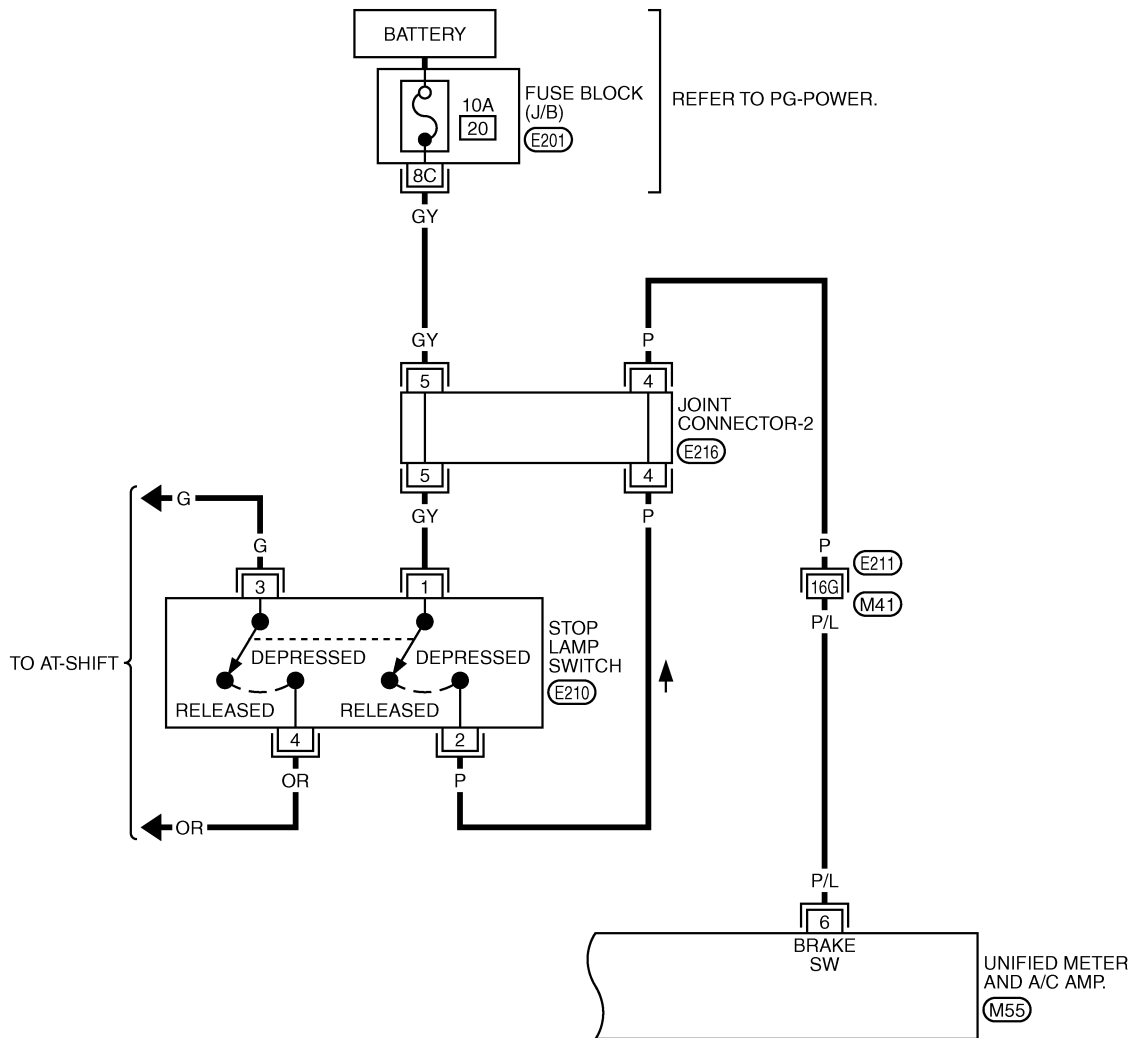 BATTERY
FUSE BLOCK
(J/B)
10A
20
E201
REFER TO PG-POWER.
8C
GY
GY
P
5
4
JOINT
CONNECTOR-2
E216
5
4
G
GY
P
G
P
E211
3
1
16G
M41
P/L
STOP
LAMP
SWITCH
E210
DEPRESSED
DEPRESSED
TO AT-SHIFT
RELEASED
RELEASED
4
2
OR
P
OR
P/L
6
BRAKE
SW
UNIFIED METER
AND A/C AMP.
M55